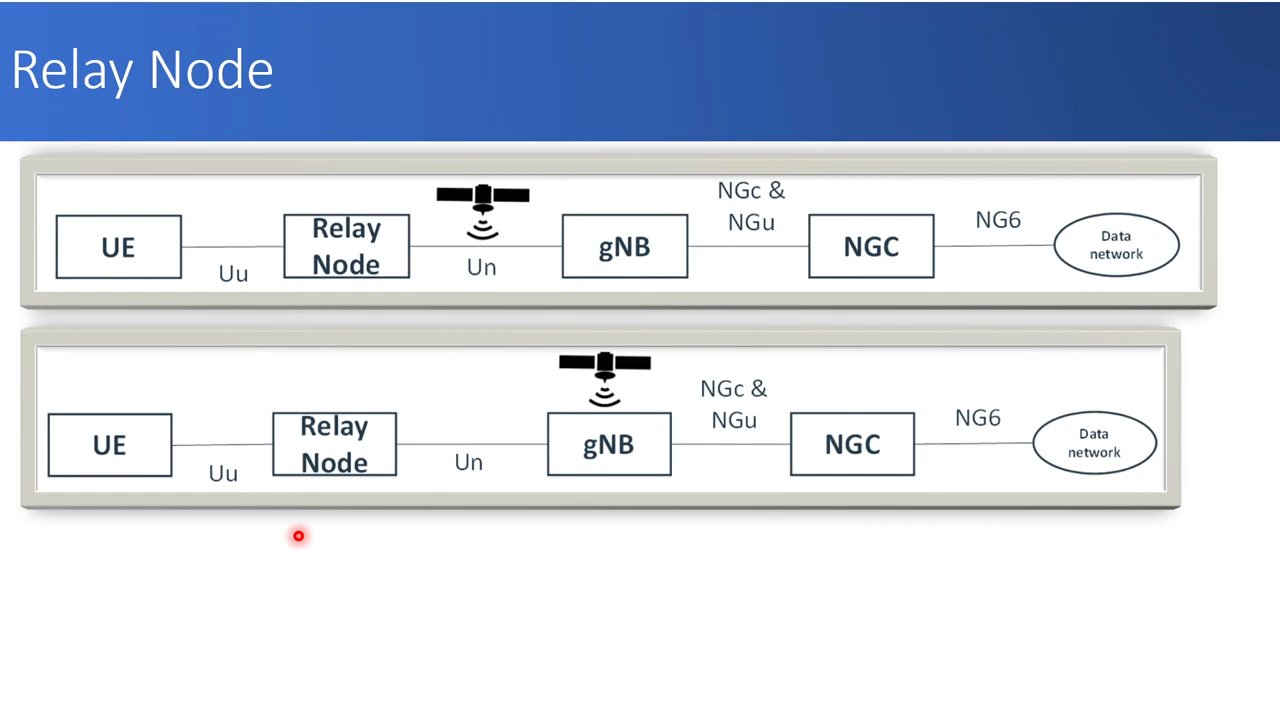 Relay Node
UE
Uu
Relay
Node
Un
gNB
NGc &
NGu
NGC
NG6
Data
network
UE
Uu
Relay
Node
Un
gNB
NGc &
NGu
NGC
NG6
Data
network